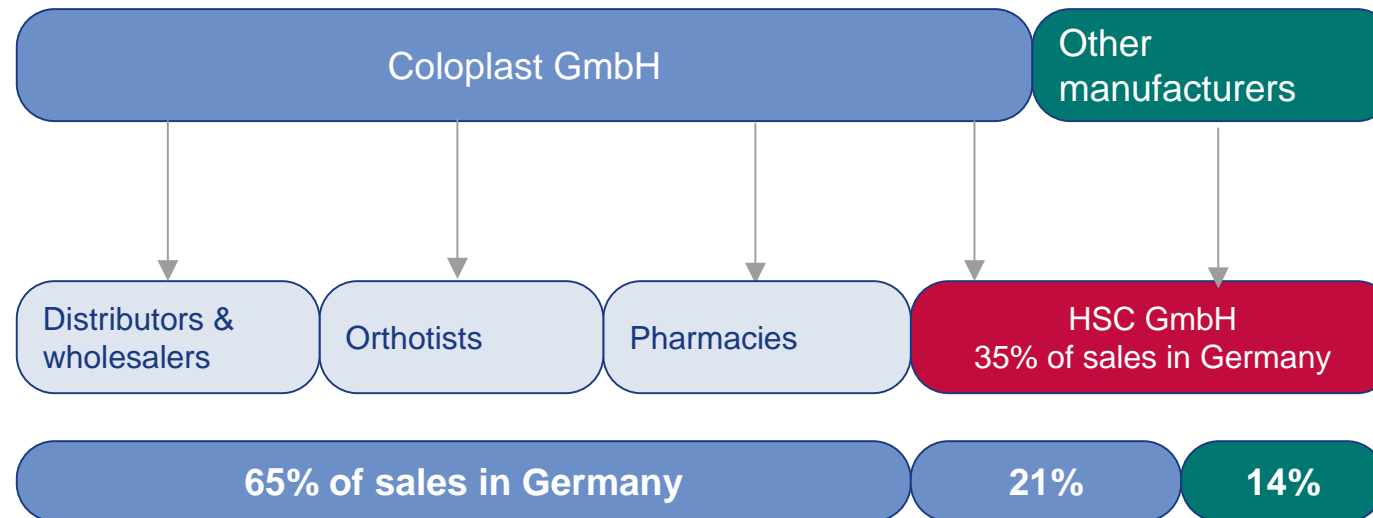 Coloplast GmbH
Other
manufacturers
Distributors &
wholesalers
Orthotists
Pharmacies
HSC GmbH
35% of sales in Germany
65% of sales in Germany
21%
14%